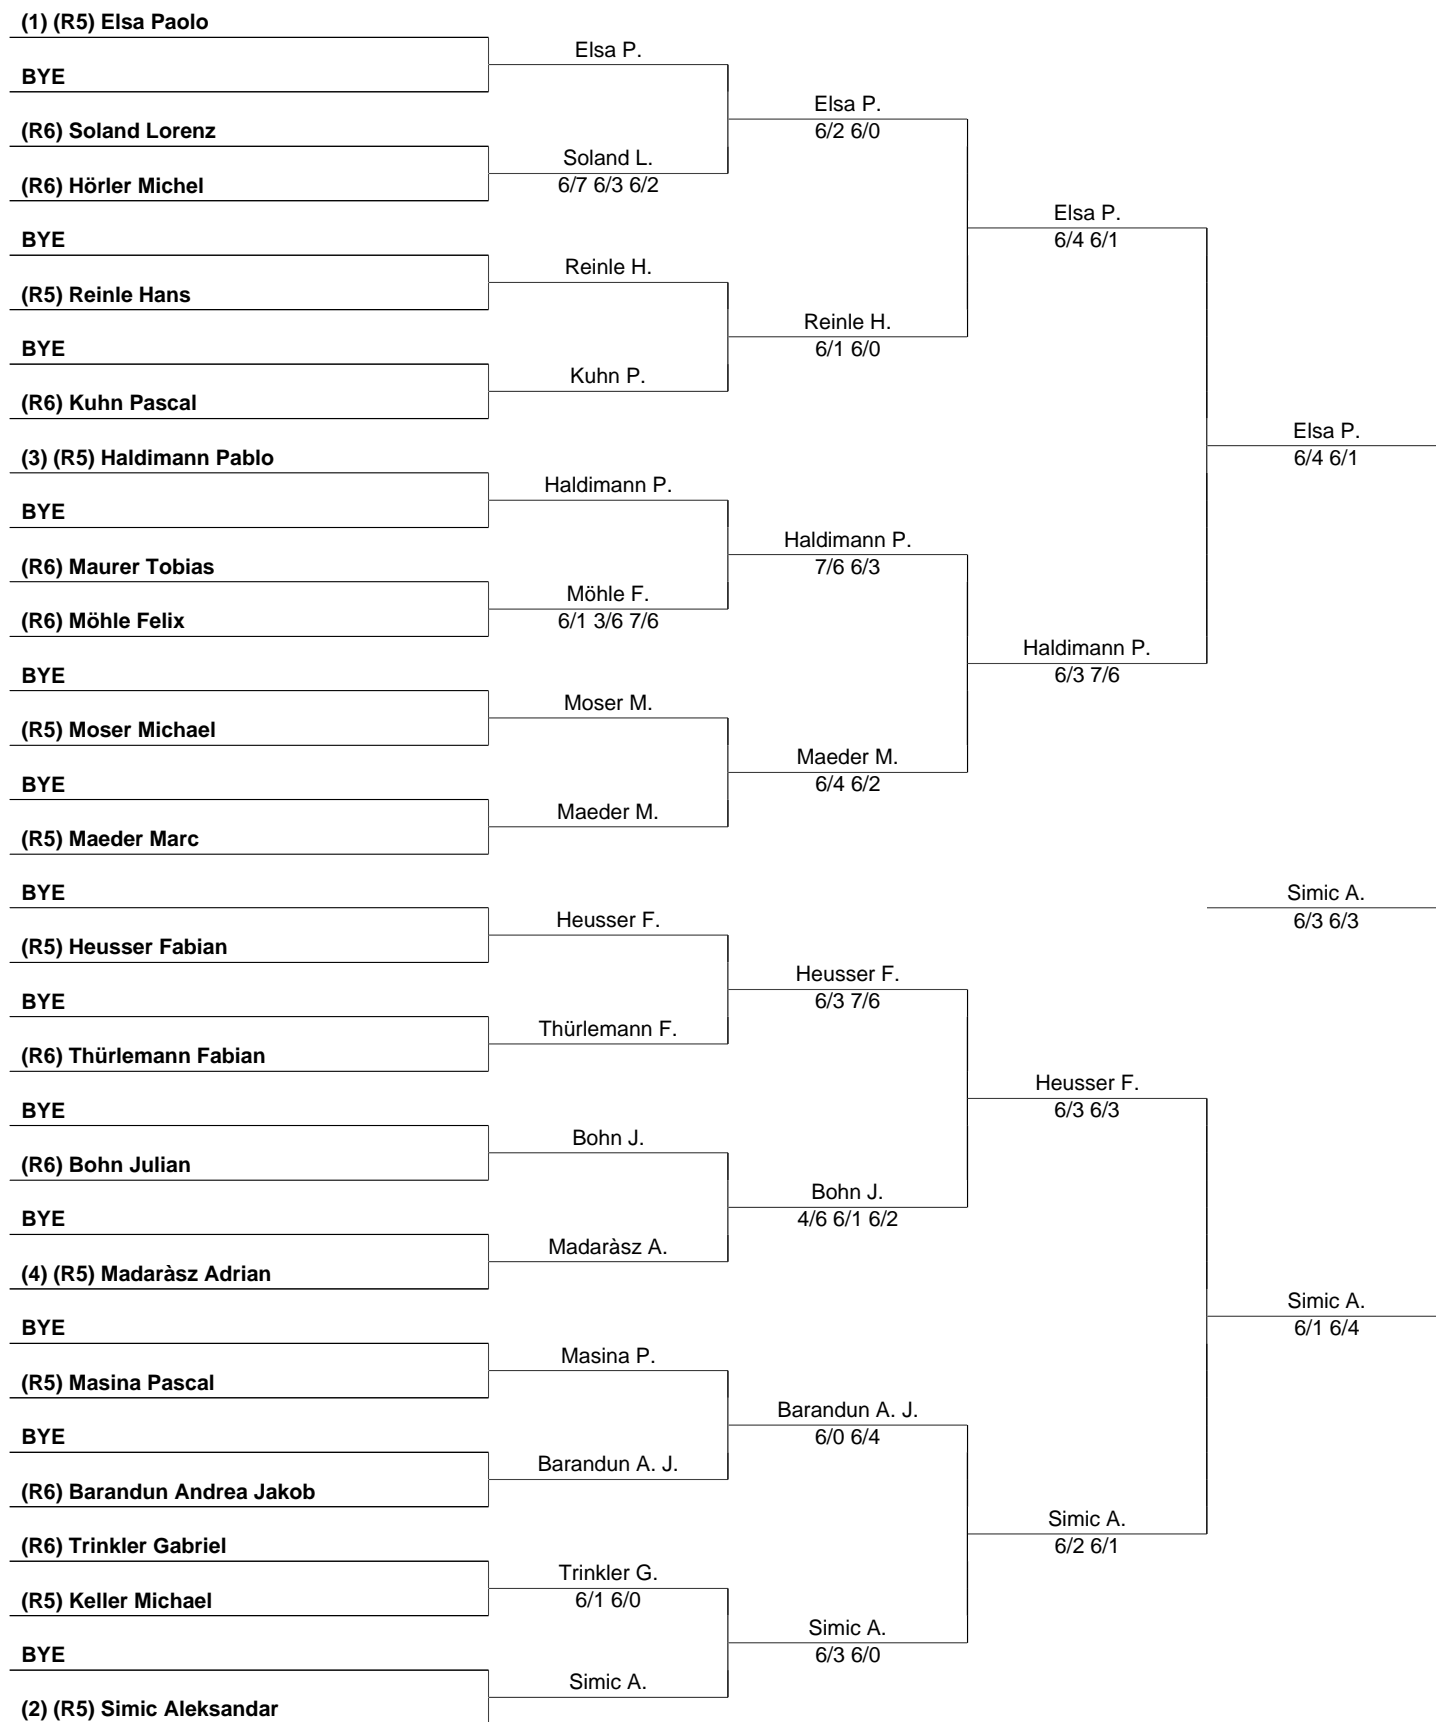 (1) (R5) Elsa Paolo
Elsa P.
BYE
Elsa P.
6/2 6/0
(R6) Soland Lorenz
Soland L.
6/7 6/3 6/2
(R6) Hörler Michel
Elsa P.
6/4 6/1
BYE
Reinle H.
(R5) Reinle Hans
Reinle H.
6/1 6/0
BYE
Kuhn P.
(R6) Kuhn Pascal
Elsa P.
6/4 6/1
(3) (R5) Haldimann Pablo
Haldimann P.
BYE
Haldimann P.
7/6 6/3
(R6) Maurer Tobias
Möhle F.
6/1 3/6 7/6
(R6) Möhle Felix
Haldimann P.
6/3 7/6
BYE
Moser M.
(R5) Moser Michael
Maeder M.
6/4 6/2
BYE
Maeder M.
(R5) Maeder Marc
BYE
Simic A.
6/3 6/3
Heusser F.
(R5) Heusser Fabian
Heusser F.
6/3 7/6
BYE
Thürlemann F.
(R6) Thürlemann Fabian
Heusser F.
6/3 6/3
BYE
Bohn J.
(R6) Bohn Julian
Bohn J.
4/6 6/1 6/2
BYE
Madaràsz A.
(4) (R5) Madaràsz Adrian
Simic A.
6/1 6/4
BYE
Masina P.
(R5) Masina Pascal
Barandun A. J.
6/0 6/4
BYE
Barandun A. J.
(R6) Barandun Andrea Jakob
Simic A.
6/2 6/1
(R6) Trinkler Gabriel
Trinkler G.
6/1 6/0
(R5) Keller Michael
Simic A.
6/3 6/0
BYE
Simic A.
(2) (R5) Simic Aleksandar